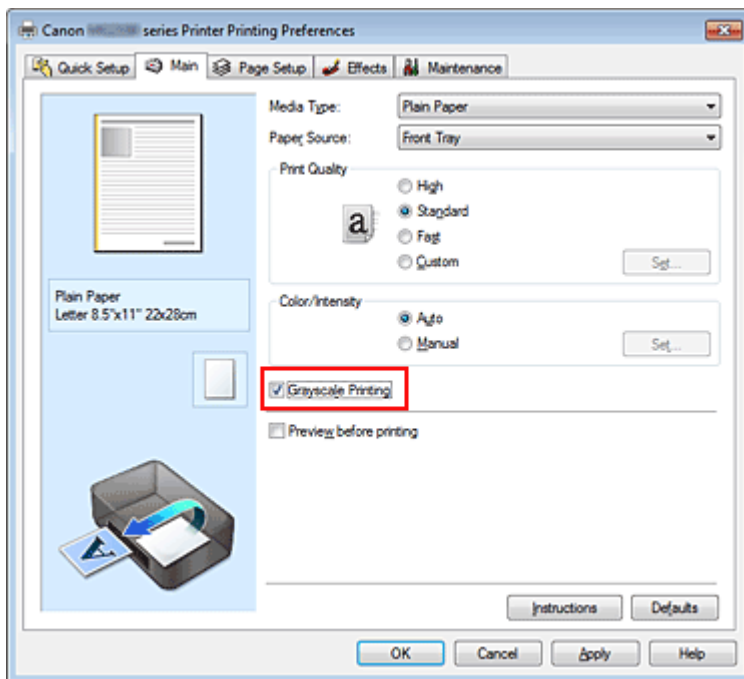 Canon series Printer Printing Preferences
Quick Setup Main Page Setup Effects Maintenance
Media Type: Plain Paper
Paper Source: Front Tray
Print Quality
High
a Standard
Fast
Custom Set...
Plain Paper
Letter 8.5"x11" 22x28cm
Color/Intensity
Auto
Manual Set...
Grayscale Printing
Preview before printing
A
Instructions Defaults
OK Cancel Apply Help